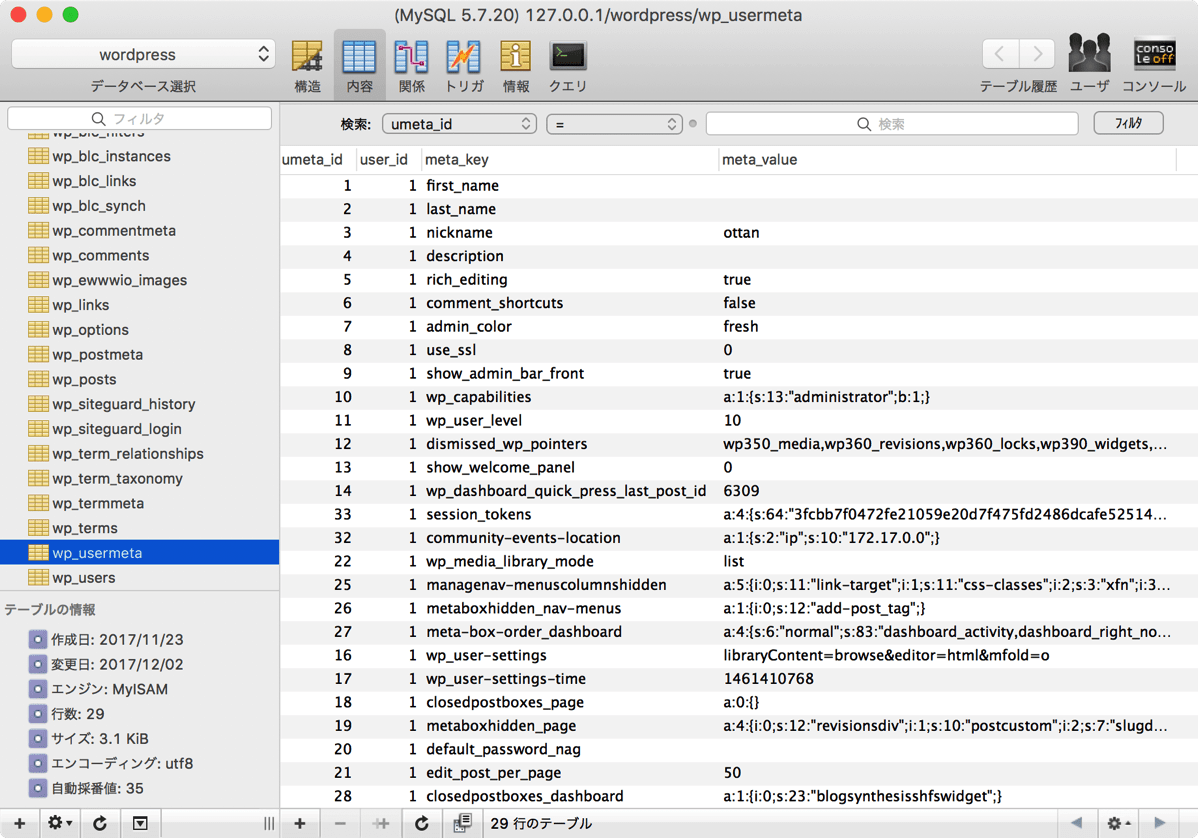 (MySQL 5.7.20) 127.0.0.1/wordpress/wp_usermeta
wordpress
データベース選択
構造
内容
関係
トリガ
情報
クエリ
テーブル履歴
ユーザ
conso
le off
コンソール
フィルタ
検索:
umeta_id
=
検索
フィルタ
wp_blc_filters
wp_blc_instances
wp_blc_links
wp_blc_synch
wp_commentmeta
wp_comments
wp_ewwwio_images
wp_links
wp_options
wp_postmeta
wp_posts
wp_siteguard_history
wp_siteguard_login
wp_term_relationships
wp_term_taxonomy
wp_termmeta
wp_terms
wp_usermeta
wp_users
テーブルの情報
作成日: 2017/11/23
変更日: 2017/12/02
エンジン: MyISAM
行数: 29
サイズ: 3.1 KiB
エンコーディング: utf8
自動採番値: 35
umeta_id user_id meta_key meta_value
1 1 first_name
2 1 last_name
3 1 nickname ottan
4 1 description
5 1 rich_editing true
6 1 comment_shortcuts false
7 1 admin_color fresh
8 1 use_ssl 0
9 1 show_admin_bar_front true
10 1 wp_capabilities a:1:{s:13:"administrator";b:1;}
11 1 wp_user_level 10
12 1 dismissed_wp_pointers wp350_media,wp360_revisions,wp360_locks,wp390_widgets,...
13 1 show_welcome_panel 0
14 1 wp_dashboard_quick_press_last_post_id 6309
33 1 session_tokens a:4:{s:64:"3fcbb7f0472fe21059e20d7f475fd2486dcafe52514...
32 1 community-events-location a:1:{s:2:"ip";s:10:"172.17.0.0";}
22 1 wp_media_library_mode list
25 1 managenav-menuscolumnshidden a:5:{i:0;s:11:"link-target";i:1;s:11:"css-classes";i:2;s:3:"xfn";i:3...
26 1 metaboxhidden_nav-menus a:1:{i:0;s:12:"add-post_tag";}
27 1 meta-box-order_dashboard a:4:{s:6:"normal";s:83:"dashboard_activity,dashboard_right_no...
16 1 wp_user-settings libraryContent=browse&editor=html&mfold=o
17 1 wp_user-settings-time 1461410768
18 1 closedpostboxes_page a:0:{}
19 1 metaboxhidden_page a:4:{i:0;s:12:"revisionsdiv";i:1;s:10:"postcustom";i:2;s:7:"slugd...
20 1 default_password_nag
21 1 edit_post_per_page 50
28 1 closedpostboxes_dashboard a:1:{i:0;s:23:"blogsynthesisshfswidget";}
29 行のテーブル